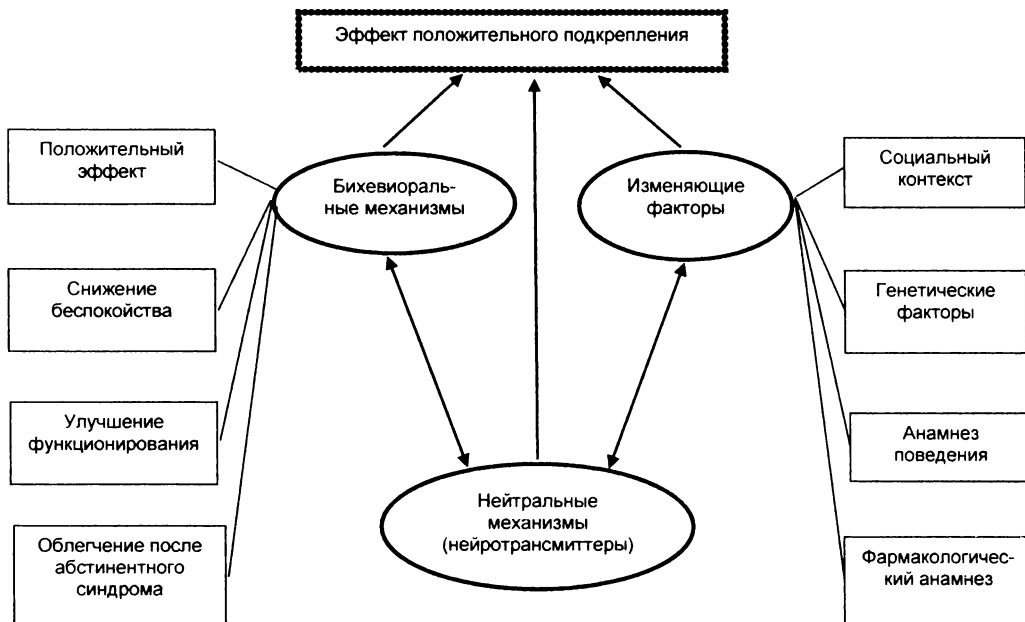 Эффект положительного подкрепления
Положительный
эффект
Бихевиораль-
ные механизмы
Изменяющие
факторы
Социальный
контекст
Снижение
беспокойства
Генетические
факторы
Улучшение
функционирования
Анамнез
поведения
Нейтральные
механизмы
(нейротрансмиттеры)
Облегчение после
абстинентного
синдрома
Фармакологичес-
кий анамнез